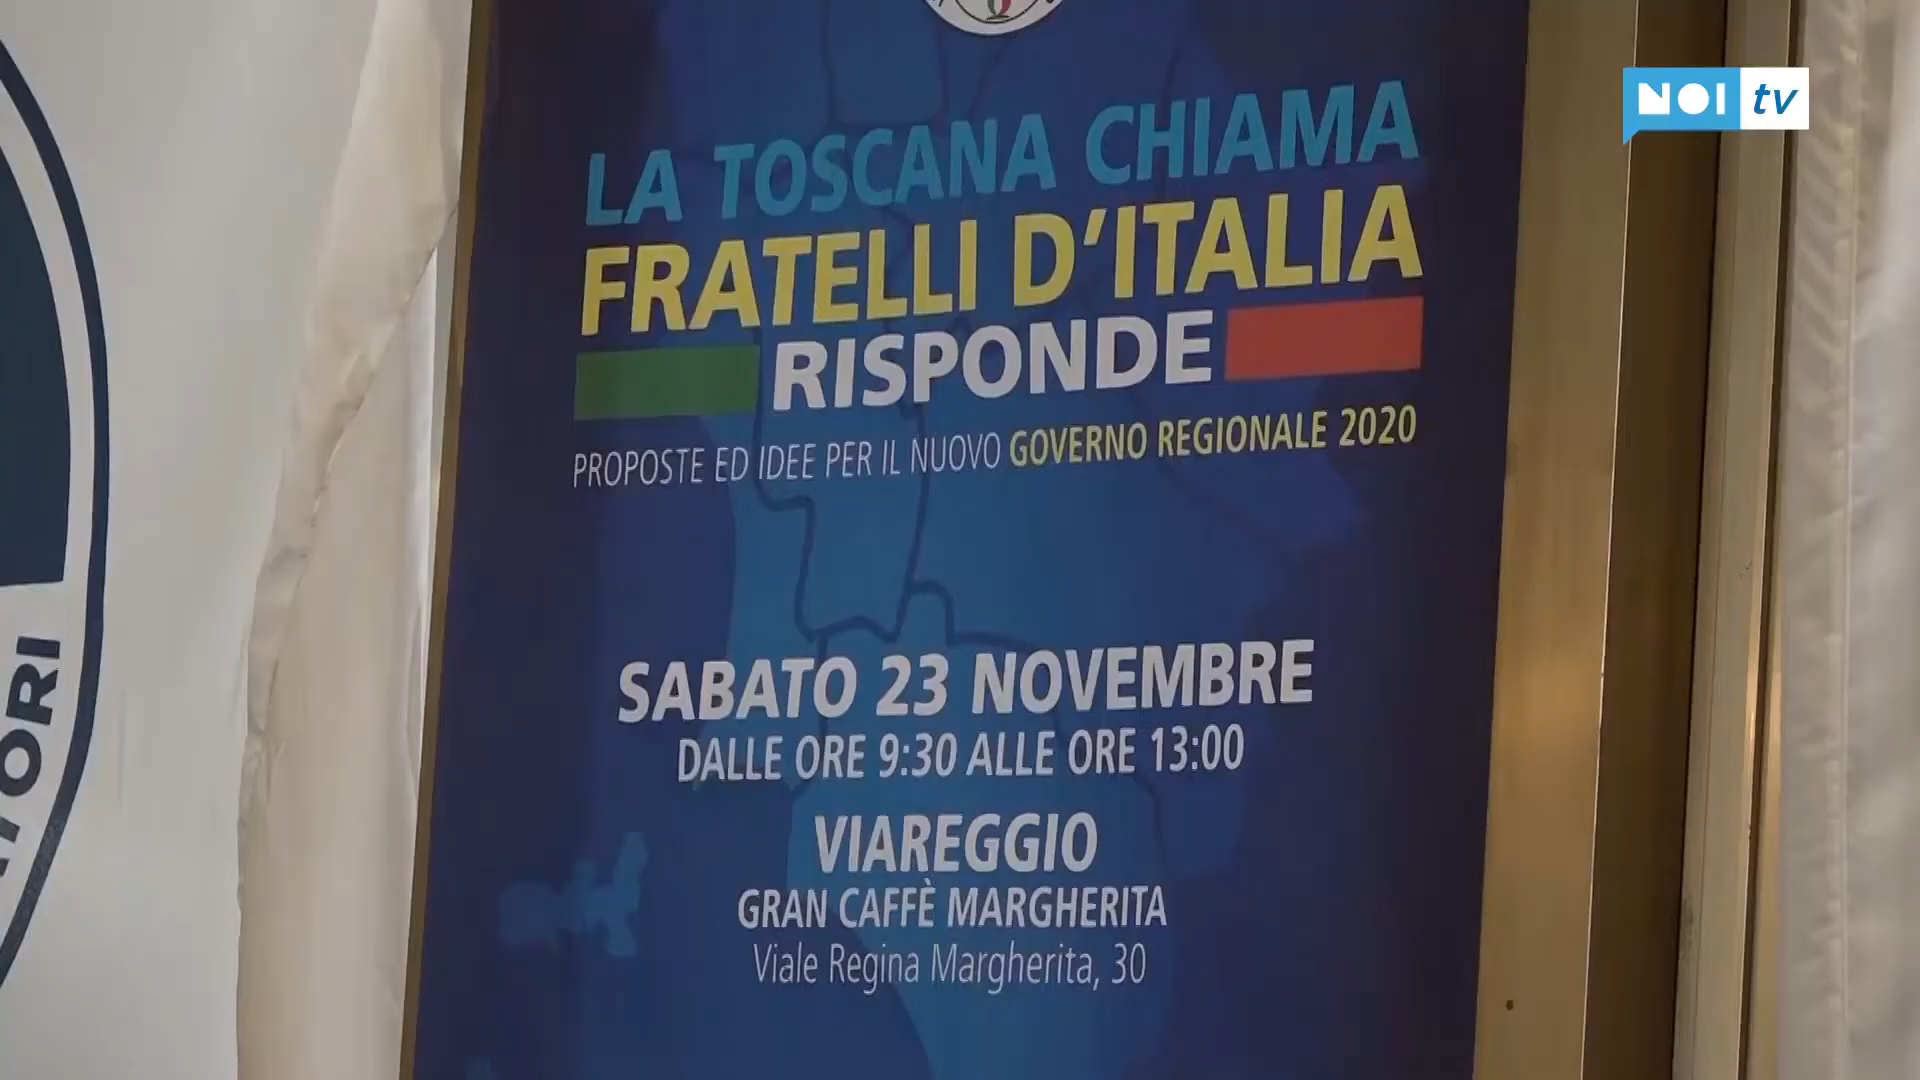 NOI tv
LA TOSCANA CHIAMA
FRATELLI D'ITALIA
RISPONDE
PROPOSTE ED IDEE PER IL NUOVO GOVERNO REGIONALE 2020
SABATO 23 NOVEMBRE
DALLE ORE 9:30 ALLE ORE 13:00
VIAREGGIO
GRAN CAFFÈ MARGHERITA
Viale Regina Margherita, 30